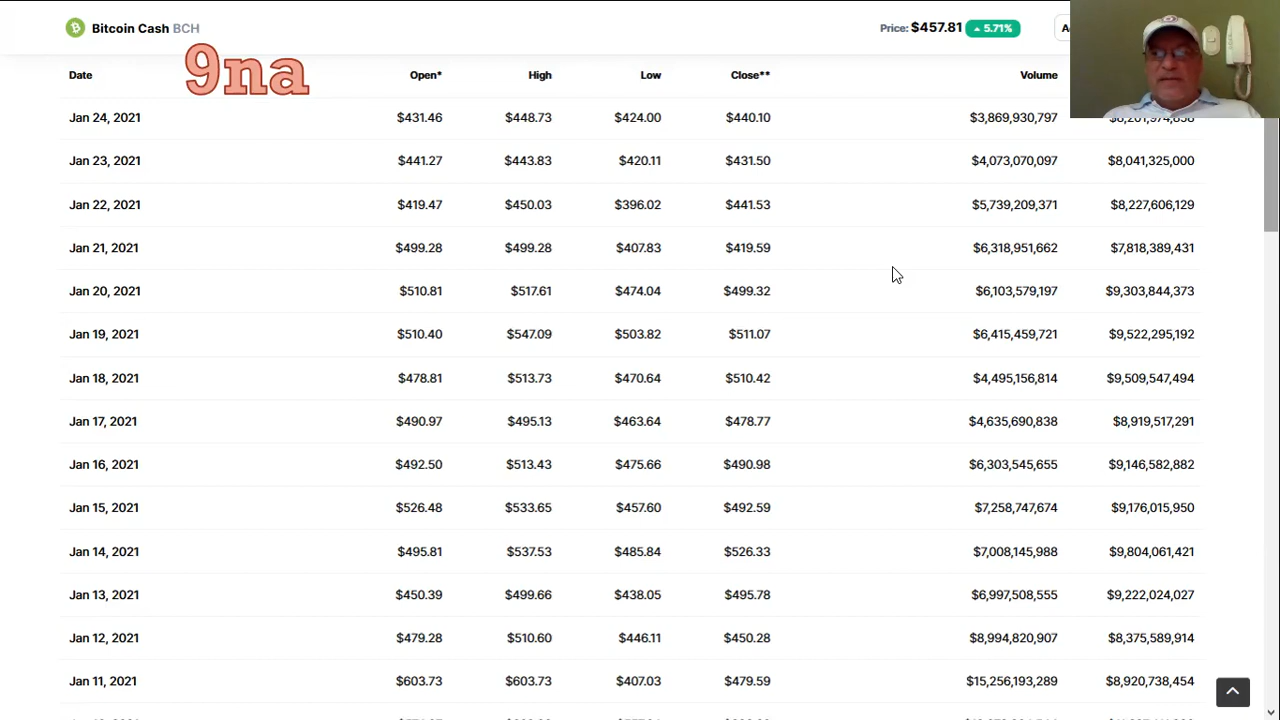 Bitcoin Cash BCH Price: $457.81 5.71%
9na
Date Open* High Low Close** Volume
Jan 24, 2021 $431.46 $448.73 $424.00 $440.10 $3,869,930,797
Jan 23, 2021 $441.27 $443.83 $420.11 $431.50 $4,073,070,097 $8,041,325,000
Jan 22, 2021 $419.47 $450.03 $396.02 $441.53 $5,739,209,371 $8,227,606,129
Jan 21, 2021 $499.28 $499.28 $407.83 $419.59 $6,318,951,662 $7,818,389,431
Jan 20, 2021 $510.81 $517.61 $474.04 $499.32 $6,103,579,197 $9,303,844,373
Jan 19, 2021 $510.40 $547.09 $503.82 $511.07 $6,415,459,721 $9,522,295,192
Jan 18, 2021 $478.81 $513.73 $470.64 $510.42 $4,495,156,814 $9,509,547,494
Jan 17, 2021 $490.97 $495.13 $463.64 $478.77 $4,635,690,838 $8,919,517,291
Jan 16, 2021 $492.50 $513.43 $475.66 $490.98 $6,303,545,655 $9,146,582,882
Jan 15, 2021 $526.48 $533.65 $457.60 $492.59 $7,258,747,674 $9,176,015,950
Jan 14, 2021 $495.81 $537.53 $485.84 $526.33 $7,008,145,988 $9,804,061,421
Jan 13, 2021 $450.39 $499.66 $438.05 $495.78 $6,997,508,555 $9,222,024,027
Jan 12, 2021 $479.28 $510.60 $446.11 $450.28 $8,994,820,907 $8,375,589,914
Jan 11, 2021 $603.73 $603.73 $407.03 $479.59 $15,256,193,289 $8,920,738,454